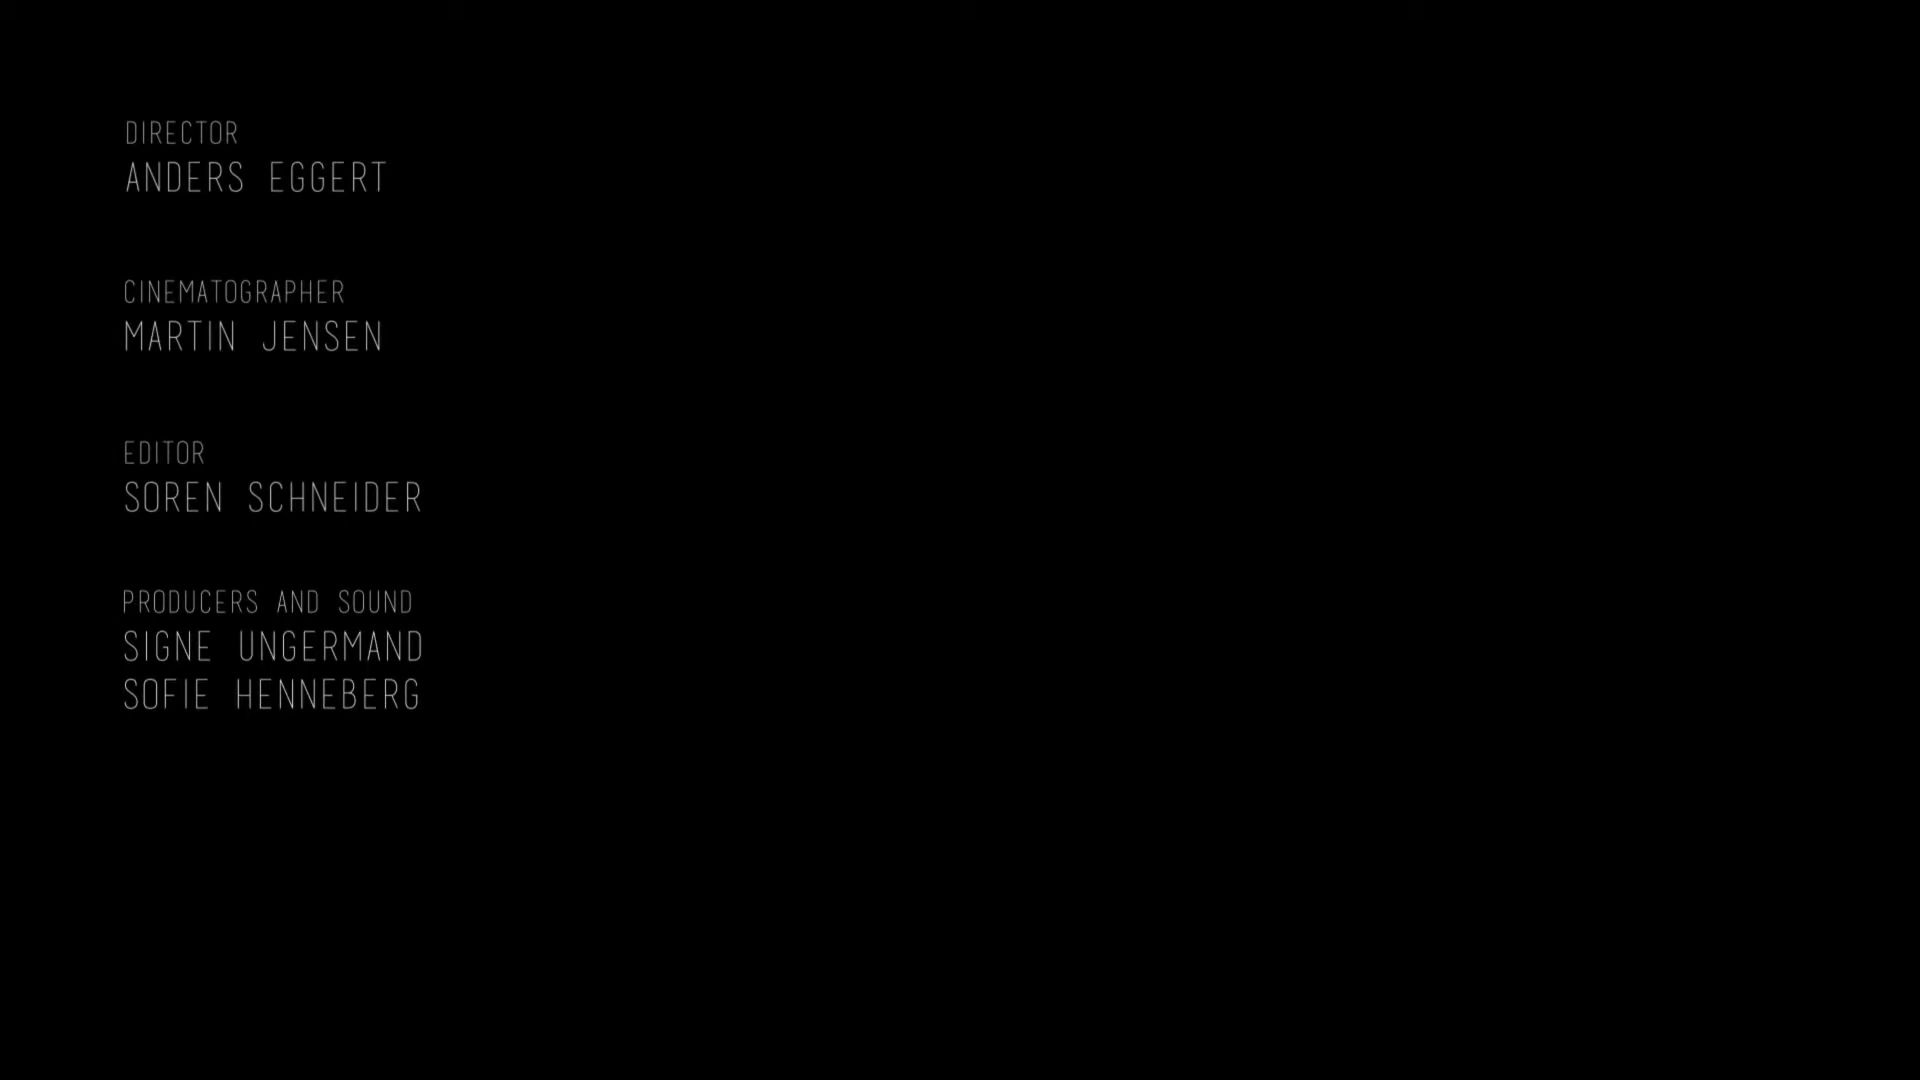 DIRECTOR
ANDERS EGGERT
CINEMATOGRAPHER
MARTIN JENSEN
EDITOR
SOREN SCHNEIDER
PRODUCERS AND SOUND
SIGNE UNGERMAND
SOFIE HENNEBERG